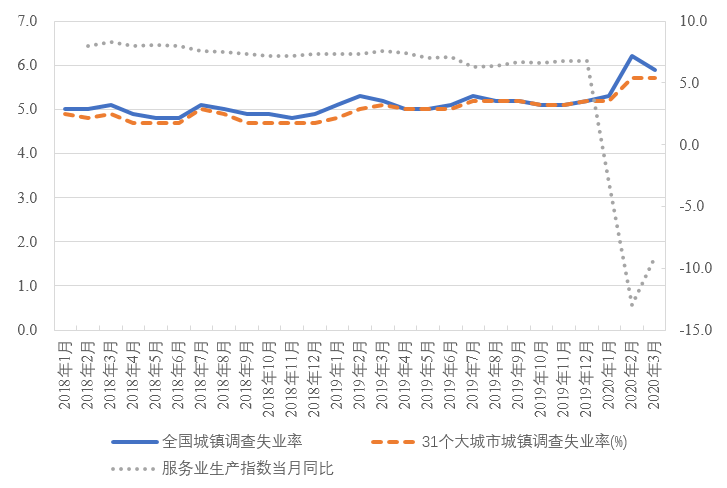 7.0
6.0
5.0
4.0
3.0
2.0
1.0
0.0
10.0
5.0
0.0
-5.0
-10.0
-15.0
2018年1月
2018年2月
2018年3月
2018年4月
2018年5月
2018年6月
2018年7月
2018年8月
2018年9月
2018年10月
2018年11月
2018年12月
2019年1月
2019年2月
2019年3月
2019年4月
2019年5月
2019年6月
2019年7月
2019年8月
2019年9月
2019年10月
2019年11月
2019年12月
2020年1月
2020年2月
2020年3月
全国城镇调查失业率
31个大城市城镇调查失业率(%)
服务业生产指数当月同比